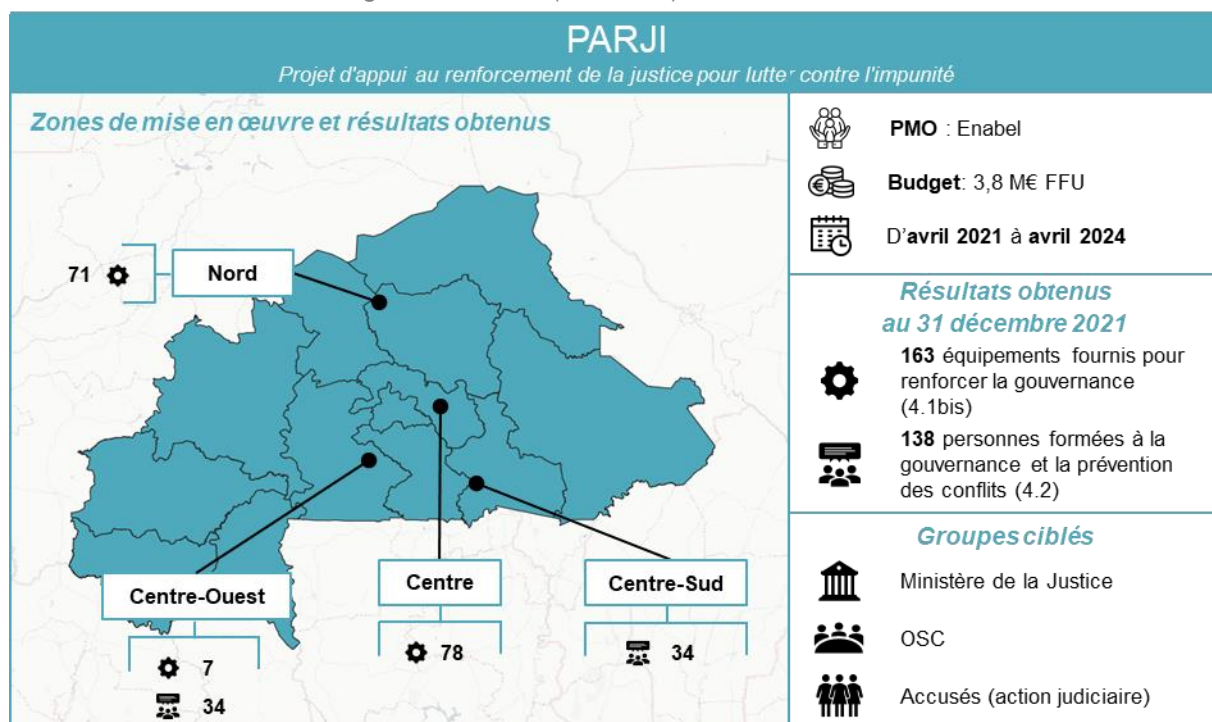 PARJI
Projet d'appui au renforcement de la justice pour lutter contre l'impunité
Zones de mise en œuvre et résultats obtenus
71
Nord
Centre-Ouest
7
34
Centre
78
Centre-Sud
34
PMO : Enabel
Budget: 3,8 M€ FFU
D'avril 2021 à avril 2024
Résultats obtenus
au 31 décembre 2021
163 équipements fournis pour
renforcer la gouvernance
(4.1bis)
138 personnes formées à la
gouvernance et la prévention
des conflits (4.2)
Groupes ciblés
Ministère de la Justice
OSC
Accusés (action judiciaire)